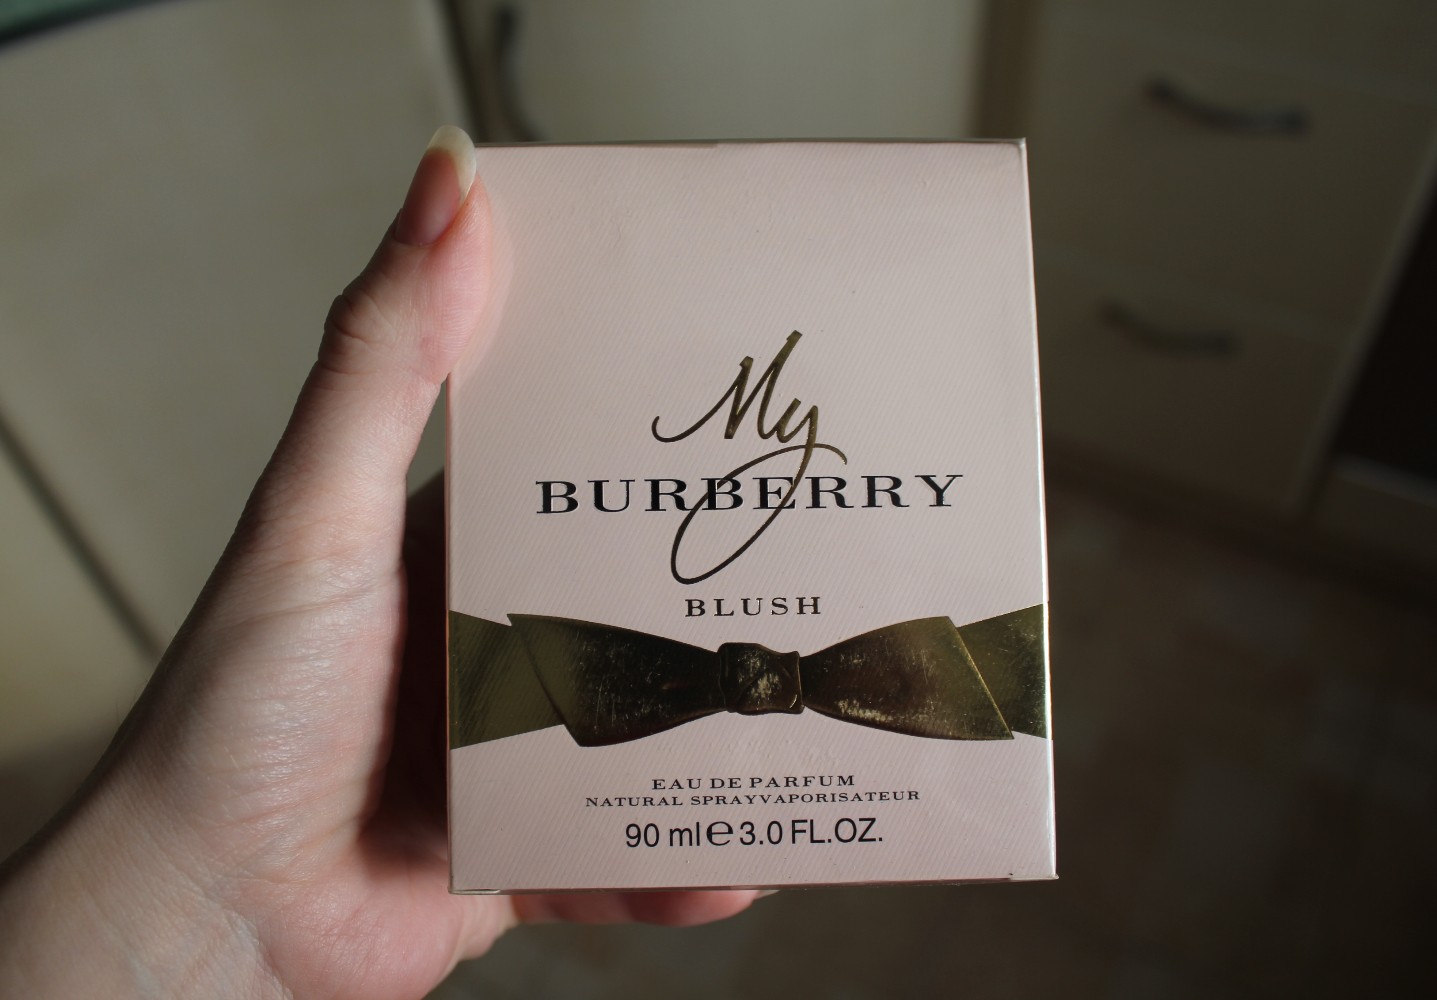 My
BURBERRY
BLUSH
EAU DE PARFUM
NATURAL SPRAYVAPORISATEUR
90 ml℮3.0 FL.OZ.